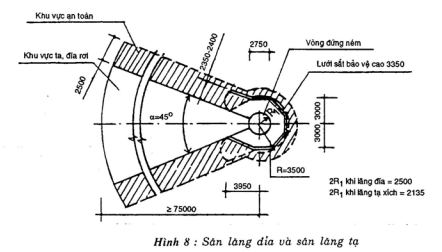 Khu vực an toàn
Khu vực tạ, đĩa rơi
2500
2350-2400
2750
Vòng đứng ném
Lưới sắt bảo vệ cao 3350
α=45°
R₁
3000
3000
R=3500
3950
≥ 75000
2R₁ khi lăng đĩa = 2500
2R₁ khi lăng tạ xích = 2135
Hình 8 : Sân lăng đĩa và sân lăng tạ